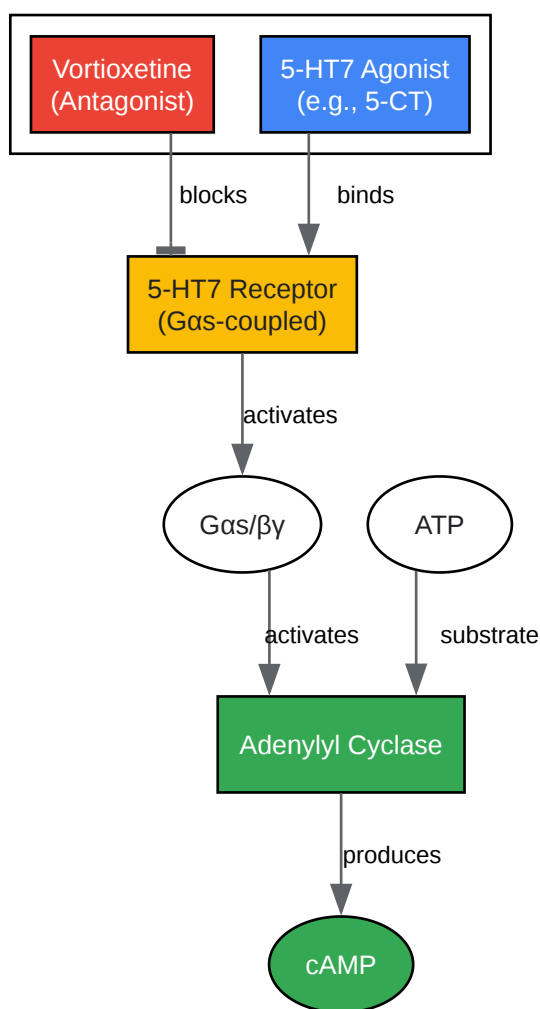 Vortioxetine
(Antagonist)
5-HT7 Agonist
(e.g., 5-CT)
blocks
binds
5-HT7 Receptor
(Gαs-coupled)
activates
Gαs/βγ
ATP
activates
substrate
Adenylyl Cyclase
produces
cAMP